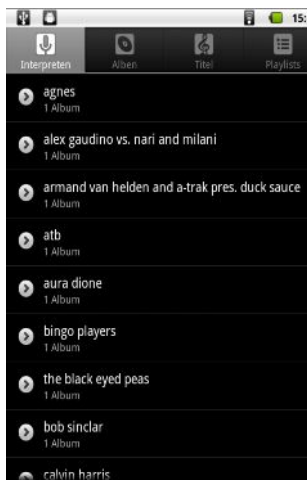 15:
Interpreten Alben Titel Playlists
agnes
1 Album
alex gaudino vs. nari and milani
1 Album
armand van helden and a-trak pres. duck sauce
1 Album
atb
1 Album
aura dione
1 Album
bingo players
1 Album
the black eyed peas
1 Album
bob sinclar
1 Album
calvin harris